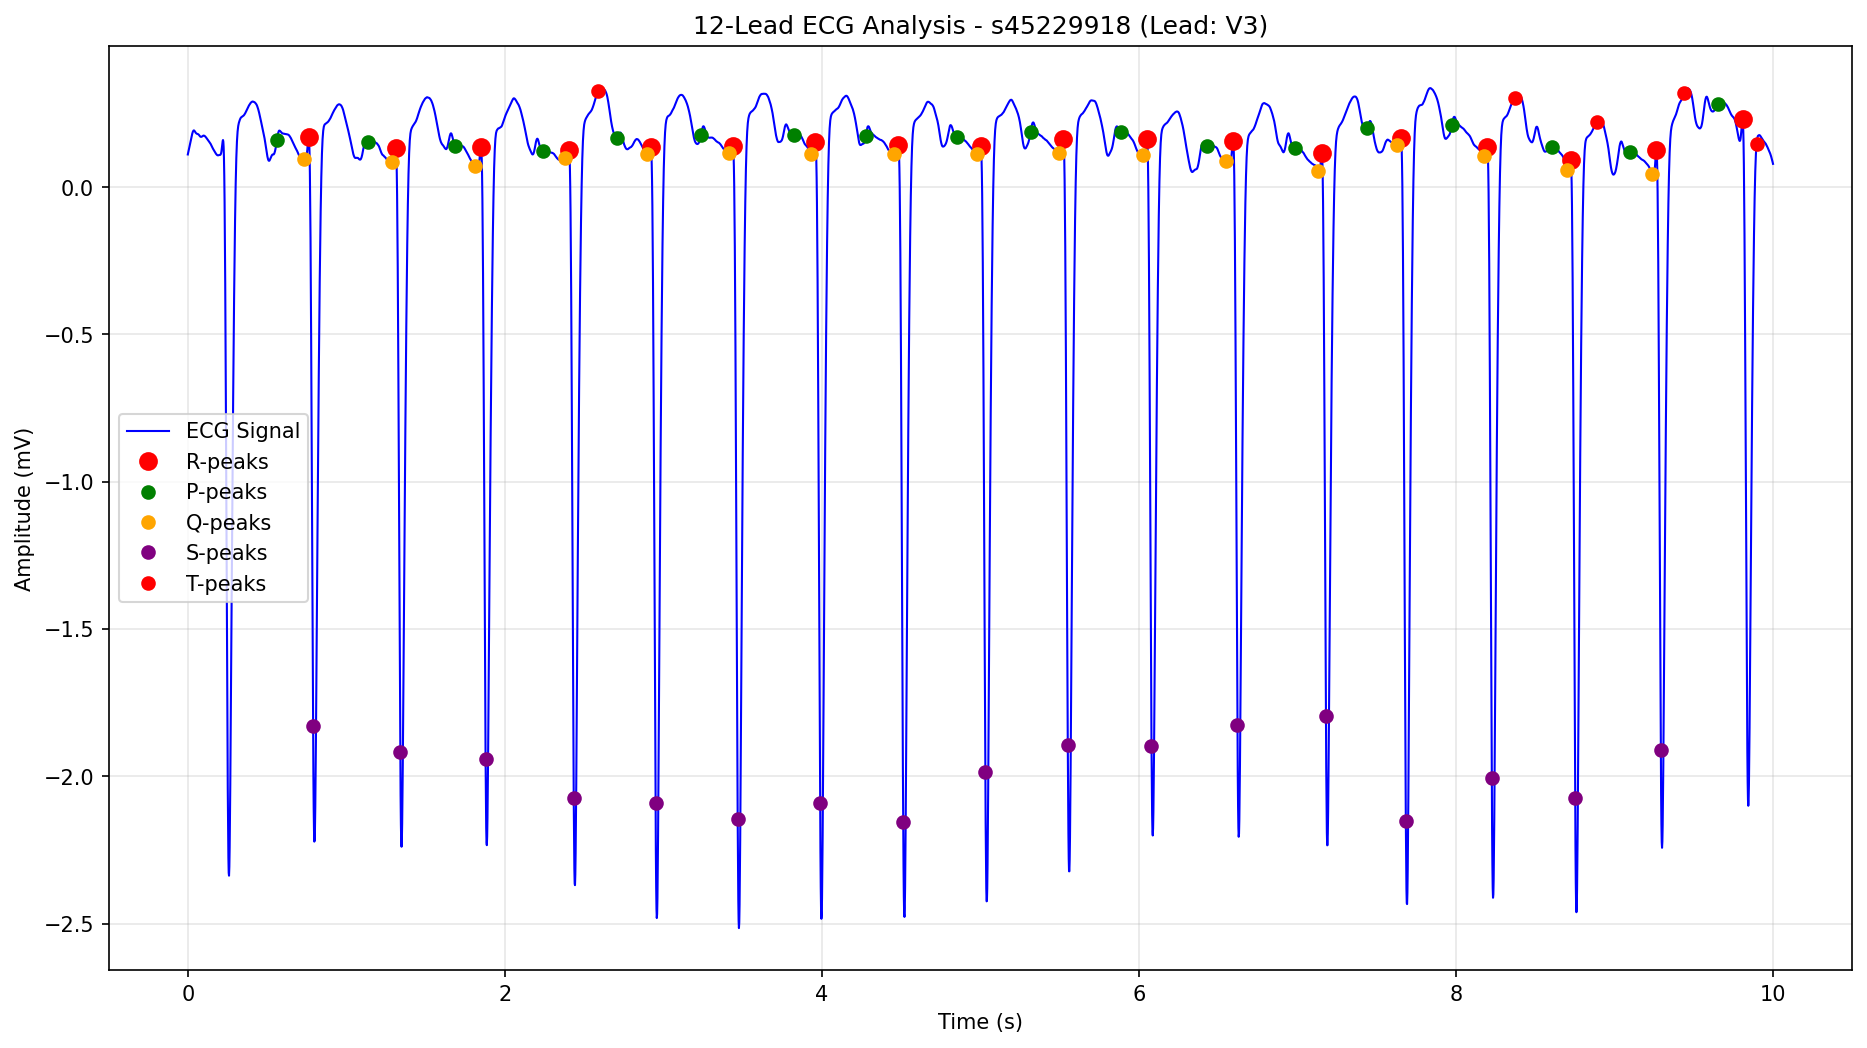 12-Lead ECG Analysis - s45229918 (Lead: V3)
Amplitude (mV)
0.0
−0.5
−1.0
−1.5
−2.0
−2.5
ECG Signal
R-peaks
P-peaks
Q-peaks
S-peaks
T-peaks
0 2 4 6 8 10
Time (s)